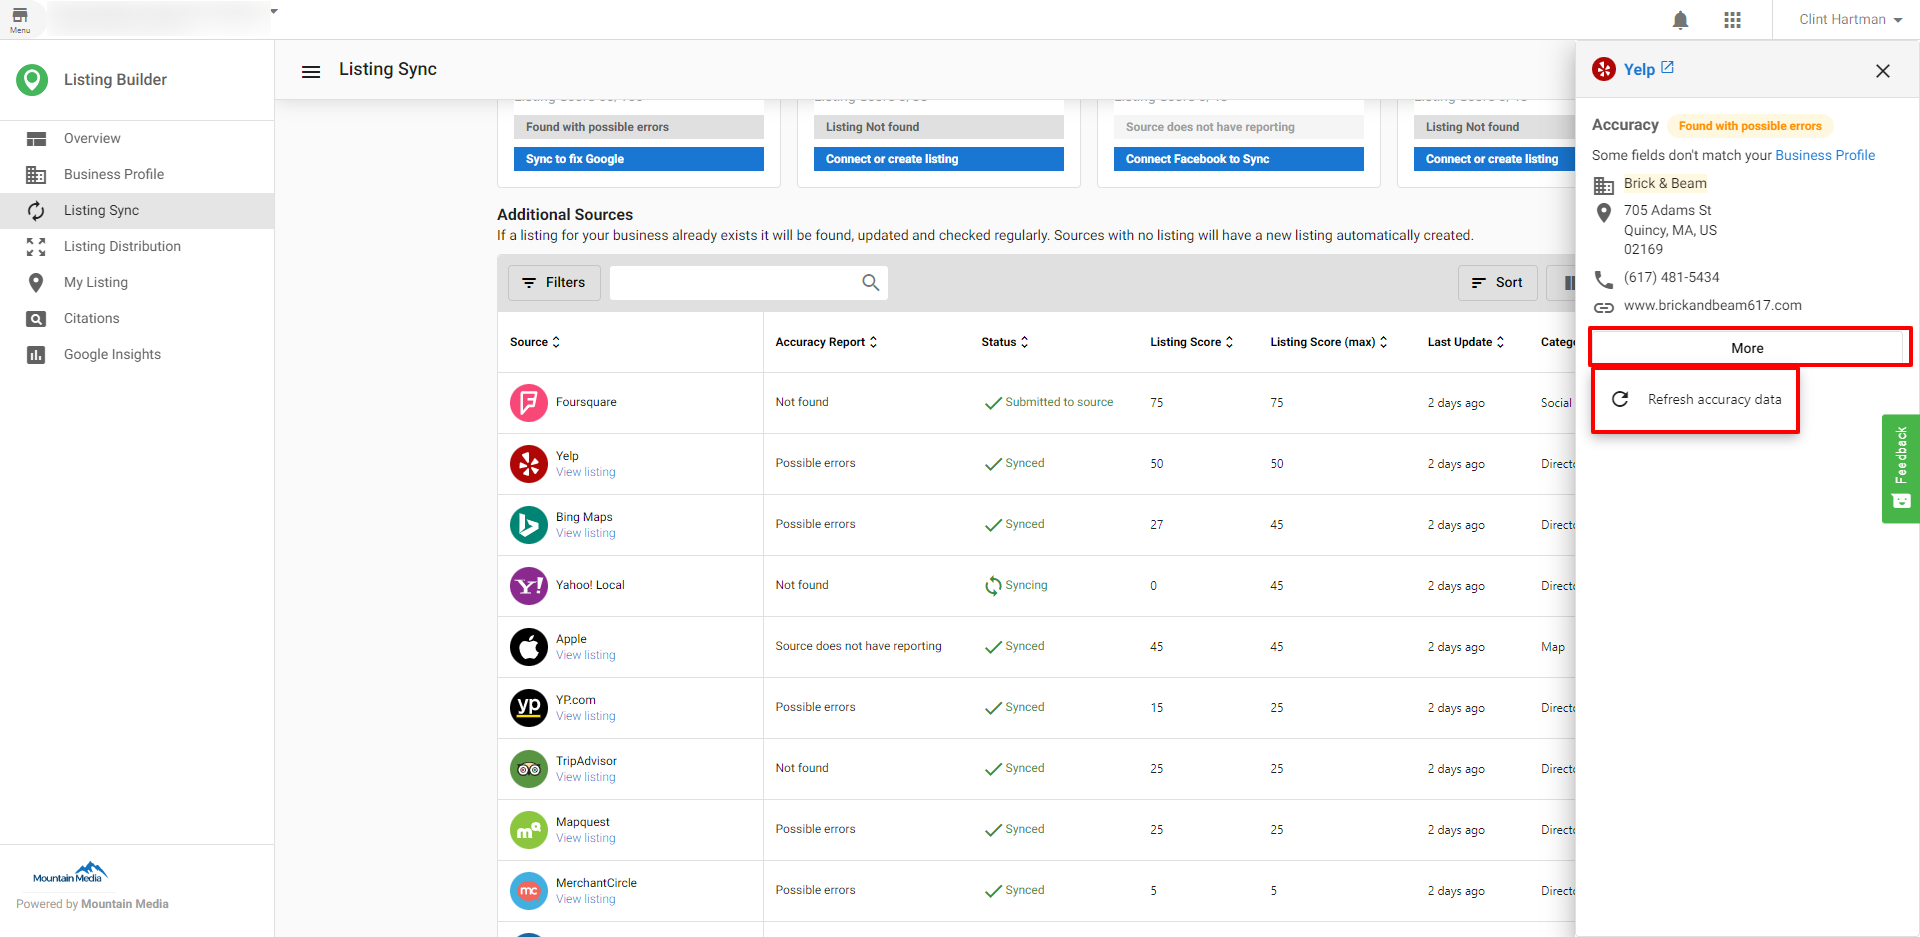 Menu
Clint Hartman
Listing Builder
Overview
Business Profile
Listing Sync
Listing Distribution
My Listing
Citations
Google Insights
Mountain Media
Powered by Mountain Media
Listing Sync
Found with possible errors
Sync to fix Google
Listing Not found
Connect or create listing
Source does not have reporting
Connect Facebook to Sync
Listing Not found
Connect or create listing
Additional Sources
If a listing for your business already exists it will be found, updated and checked regularly. Sources with no listing will have a new listing automatically created.
Filters
Sort
Source Accuracy Report Status Listing Score Listing Score (max) Last Update Catego
Foursquare Not found Submitted to source 75 75 2 days ago Social
Yelp
View listing
Possible errors Synced 50 50 2 days ago Directo
Bing Maps
View listing
Possible errors Synced 27 45 2 days ago Directo
Yahoo! Local Not found Syncing 0 45 2 days ago Directo
Apple
View listing
Source does not have reporting Synced 45 45 2 days ago Map
yp
YP.com
View listing
Possible errors Synced 15 25 2 days ago Directo
TripAdvisor
View listing
Not found Synced 25 25 2 days ago Directo
Mapquest
View listing
Possible errors Synced 25 25 2 days ago Directo
mc
MerchantCircle
View listing
Possible errors Synced 5 5 2 days ago Directo
Yelp
Accuracy Found with possible errors
Some fields don't match your Business Profile
Brick & Beam
705 Adams St
Quincy, MA, US
02169
(617) 481-5434
www.brickandbeam617.com
More
Refresh accuracy data
Feedback